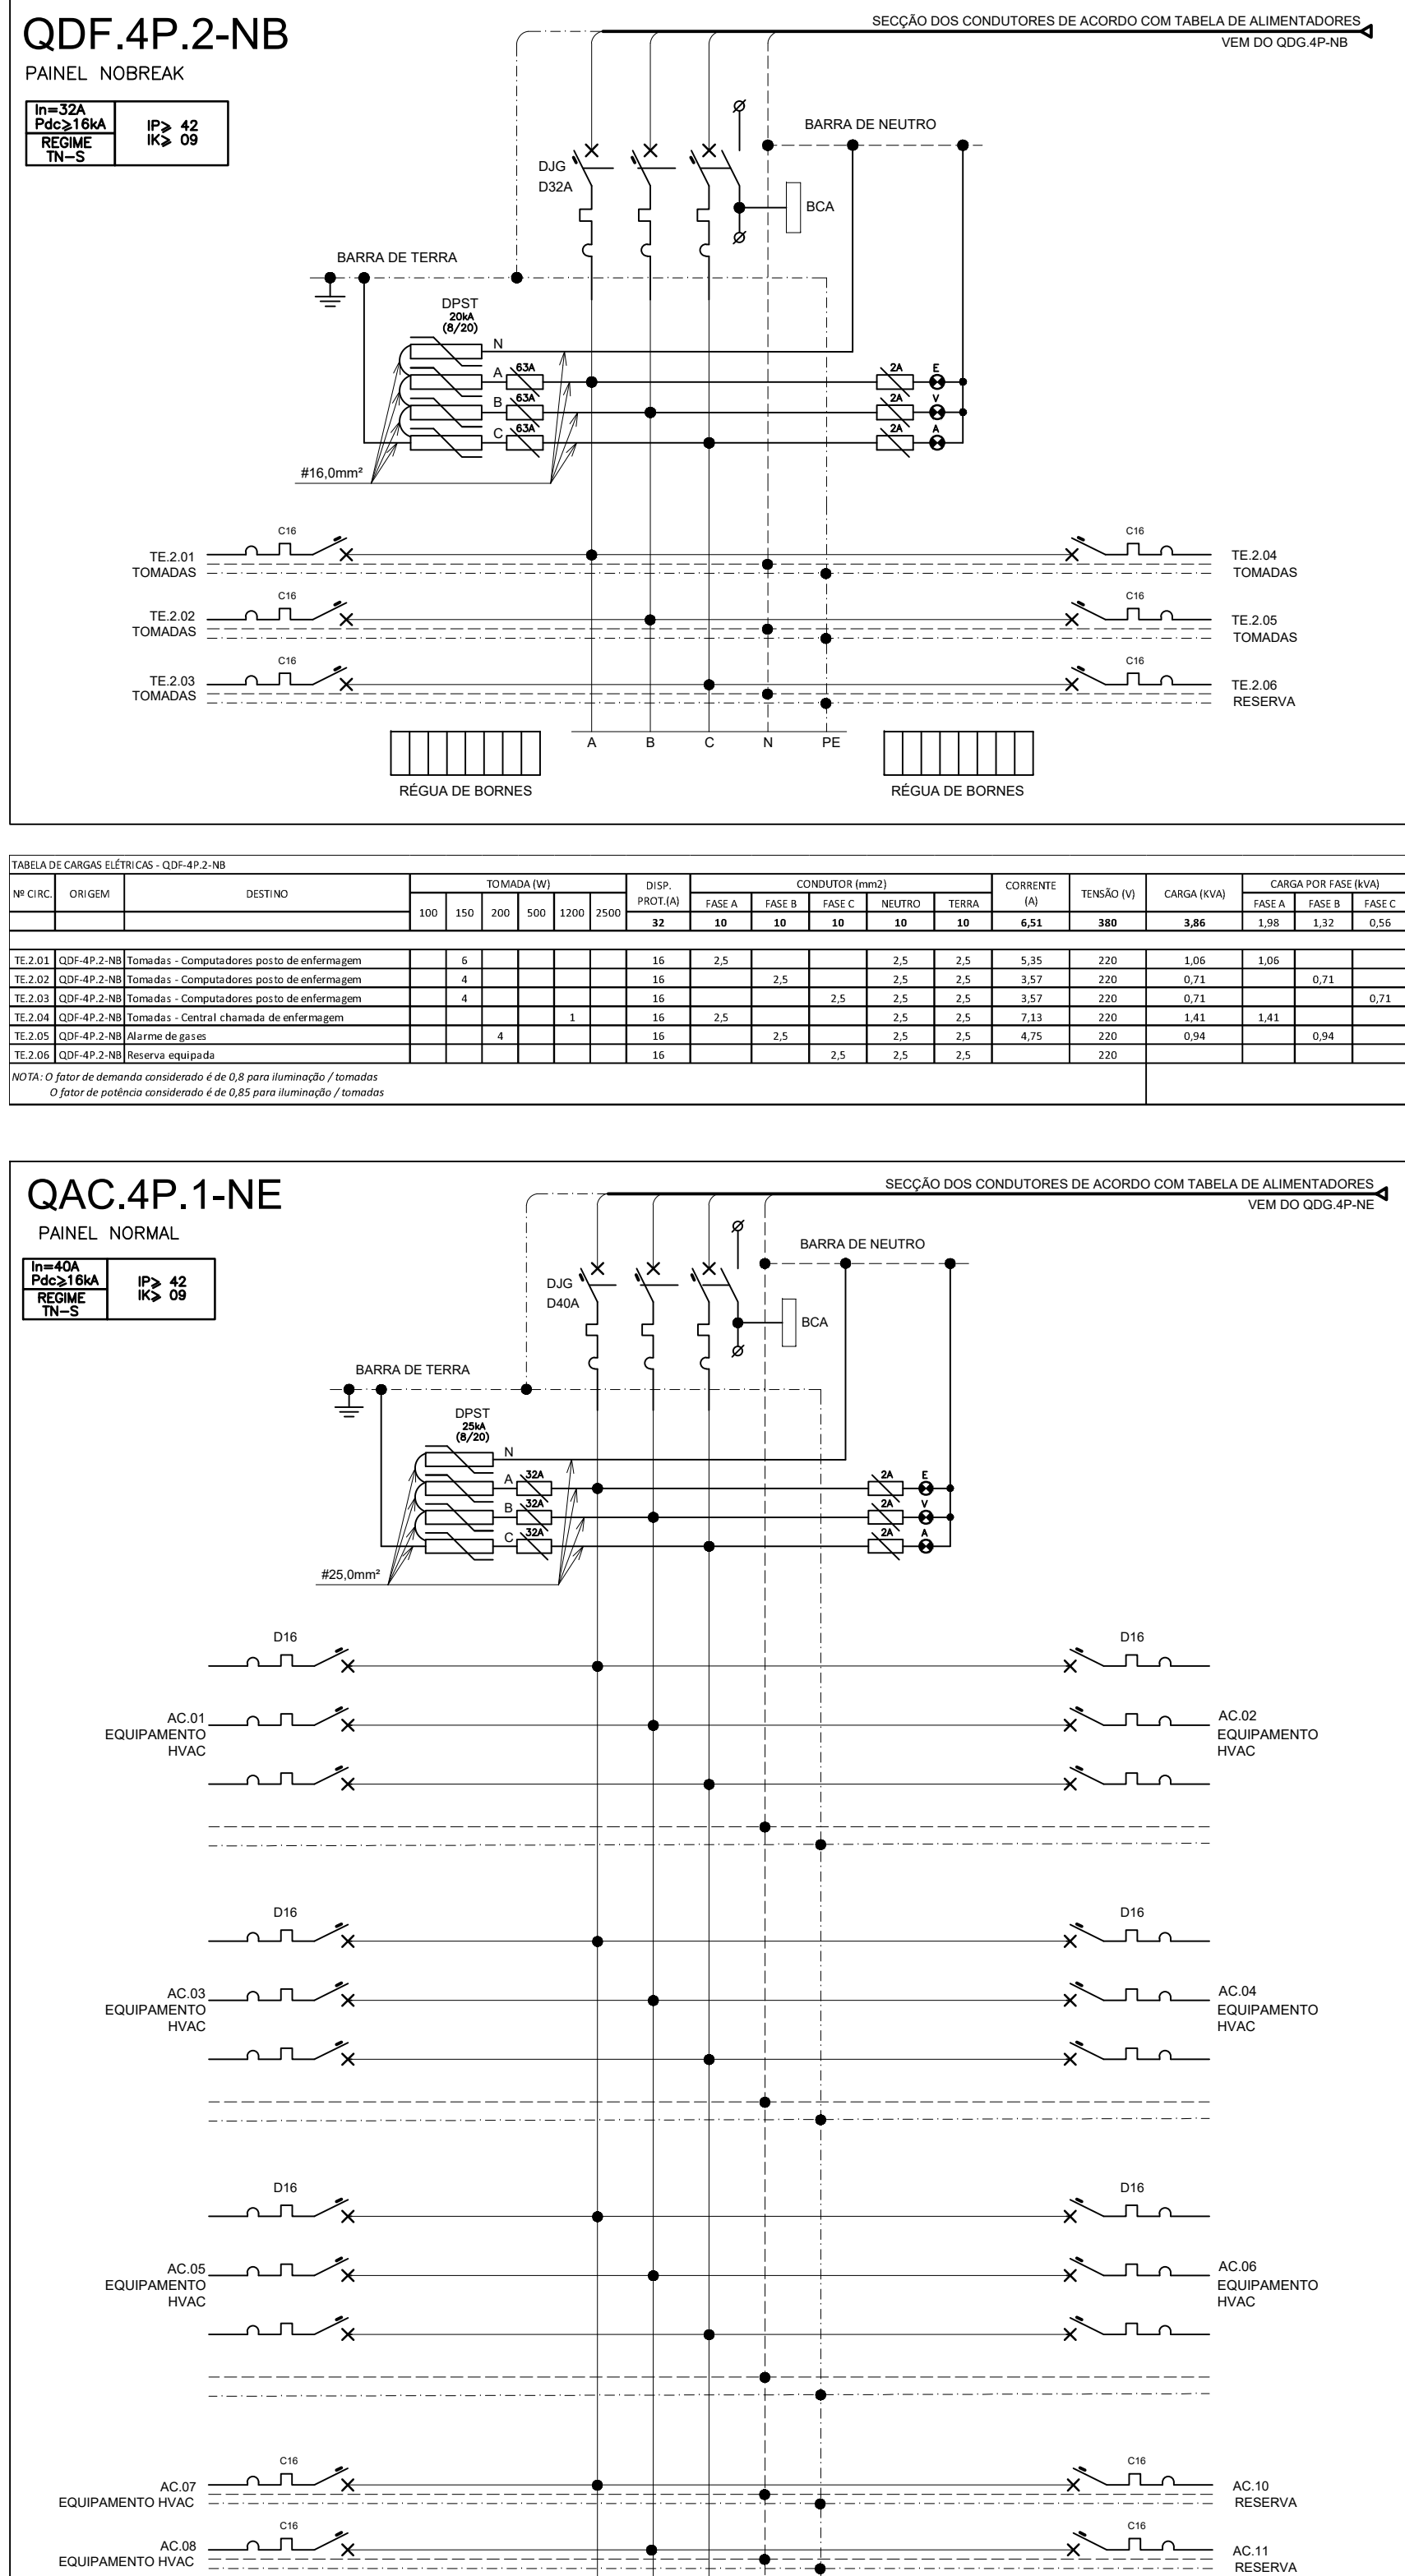 QDF.4P.2-NB
PAINEL NOBREAK
In=32A
Pdc≥16kA
REGIME
TN-S
IP≥ 42
IK≥ 09
SECÇÃO DOS CONDUTORES DE ACORDO COM TABELA DE ALIMENTADORES
VEM DO QDG.4P-NB
BARRA DE NEUTRO
DJG
D32A
BCA
BARRA DE TERRA
DPST
20kA
(8/20)
N
A 63A 2A E
B 63A 2A V
C 63A 2A A
#16,0mm²
C16 C16
TE.2.01 TE.2.04
TOMADAS TOMADAS
C16 C16
TE.2.02 TE.2.05
TOMADAS TOMADAS
C16 C16
TE.2.03 TE.2.06
TOMADAS RESERVA
A B C N PE
RÉGUA DE BORNES RÉGUA DE BORNES
TABELA DE CARGAS ELÉTRICAS - QDF-4P.2-NB
Nº CIRC. ORIGEM DESTINO TOMADA (W) DISP. PROT.(A) CONDUTOR (mm2) CORRENTE (A) TENSÃO (V) CARGA (KVA) CARGA POR FASE (kVA)
100 150 200 500 1200 2500 FASE A FASE B FASE C NEUTRO TERRA FASE A FASE B FASE C
32 10 10 10 10 10 6,51 380 3,86 1,98 1,32 0,56
TE.2.01 QDF-4P.2-NB Tomadas - Computadores posto de enfermagem 6 16 2,5 2,5 2,5 5,35 220 1,06 1,06
TE.2.02 QDF-4P.2-NB Tomadas - Computadores posto de enfermagem 4 16 2,5 2,5 2,5 3,57 220 0,71 0,71
TE.2.03 QDF-4P.2-NB Tomadas - Computadores posto de enfermagem 4 16 2,5 2,5 2,5 3,57 220 0,71 0,71
TE.2.04 QDF-4P.2-NB Tomadas - Central chamada de enfermagem 1 16 2,5 2,5 2,5 7,13 220 1,41 1,41
TE.2.05 QDF-4P.2-NB Alarme de gases 4 16 2,5 2,5 2,5 4,75 220 0,94 0,94
TE.2.06 QDF-4P.2-NB Reserva equipada 16 2,5 2,5 2,5 220
NOTA: O fator de demanda considerado é de 0,8 para iluminação / tomadas
O fator de potência considerado é de 0,85 para iluminação / tomadas
QAC.4P.1-NE
PAINEL NORMAL
In=40A
Pdc≥16kA
REGIME
TN-S
IP≥ 42
IK≥ 09
SECÇÃO DOS CONDUTORES DE ACORDO COM TABELA DE ALIMENTADORES
VEM DO QDG.4P-NE
BARRA DE NEUTRO
DJG
D40A
BCA
BARRA DE TERRA
DPST
25kA
(8/20)
N
A 32A 2A E
B 32A 2A V
C 32A 2A A
#25,0mm²
D16 D16
AC.01 AC.02
EQUIPAMENTO EQUIPAMENTO
HVAC HVAC
D16 D16
AC.03 AC.04
EQUIPAMENTO EQUIPAMENTO
HVAC HVAC
D16 D16
AC.05 AC.06
EQUIPAMENTO EQUIPAMENTO
HVAC HVAC
C16 C16
AC.07 AC.10
EQUIPAMENTO HVAC RESERVA
C16 C16
AC.08 AC.11
EQUIPAMENTO HVAC RESERVA